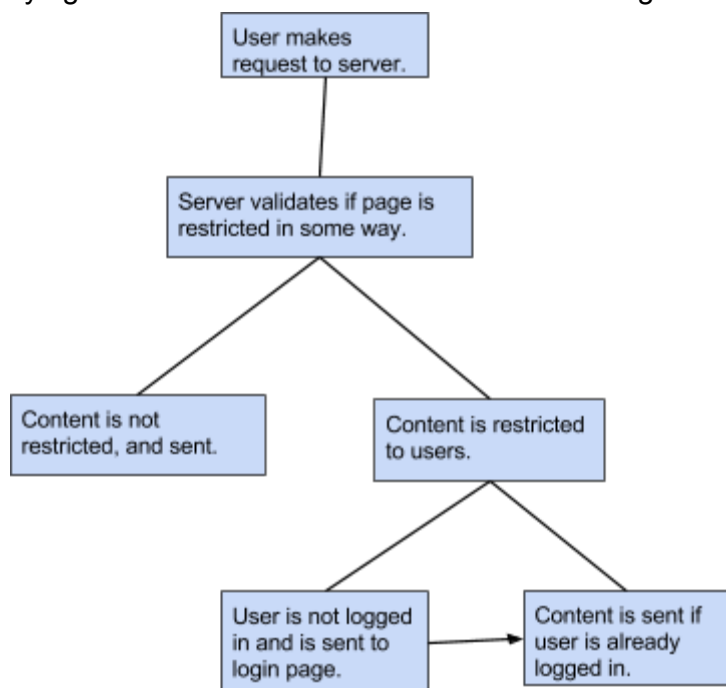 User makes
request to server.
Server validates if page is
restricted in some way.
Content is not
restricted, and sent.
Content is restricted
to users.
User is not logged
in and is sent to
login page.
Content is sent if
user is already
logged in.